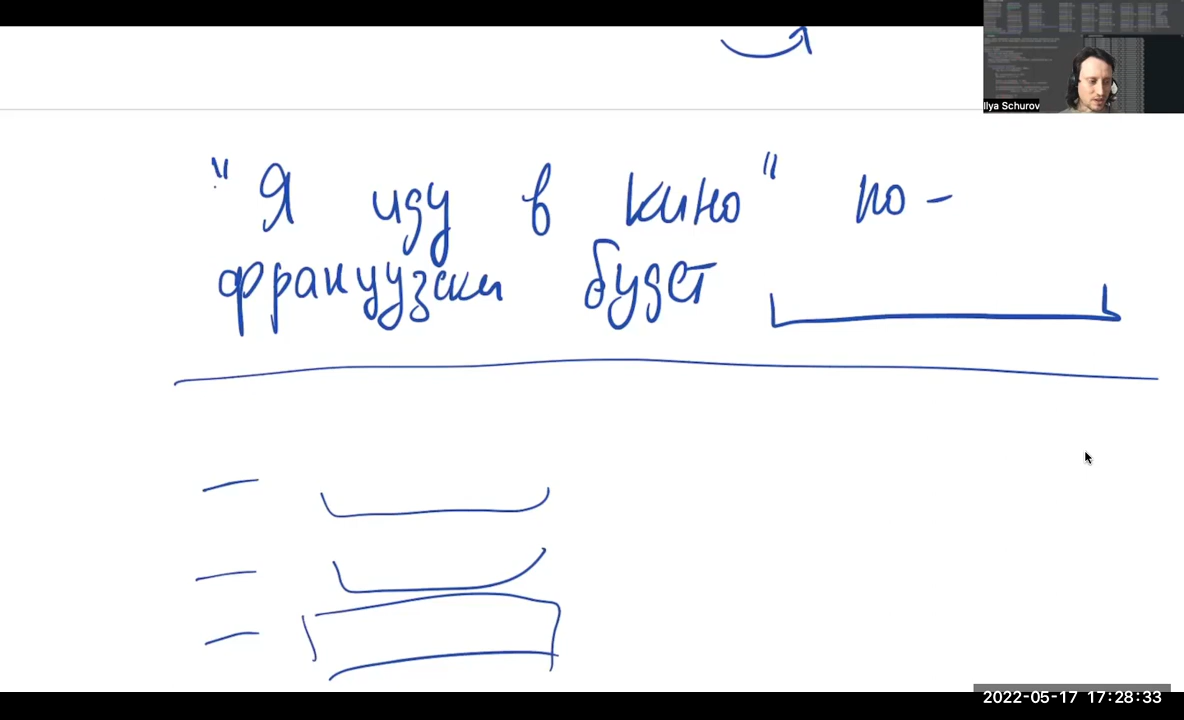 Ilya Schurov
"Я иду в кино" по-
французски будет
2022-05-17 17:28:33